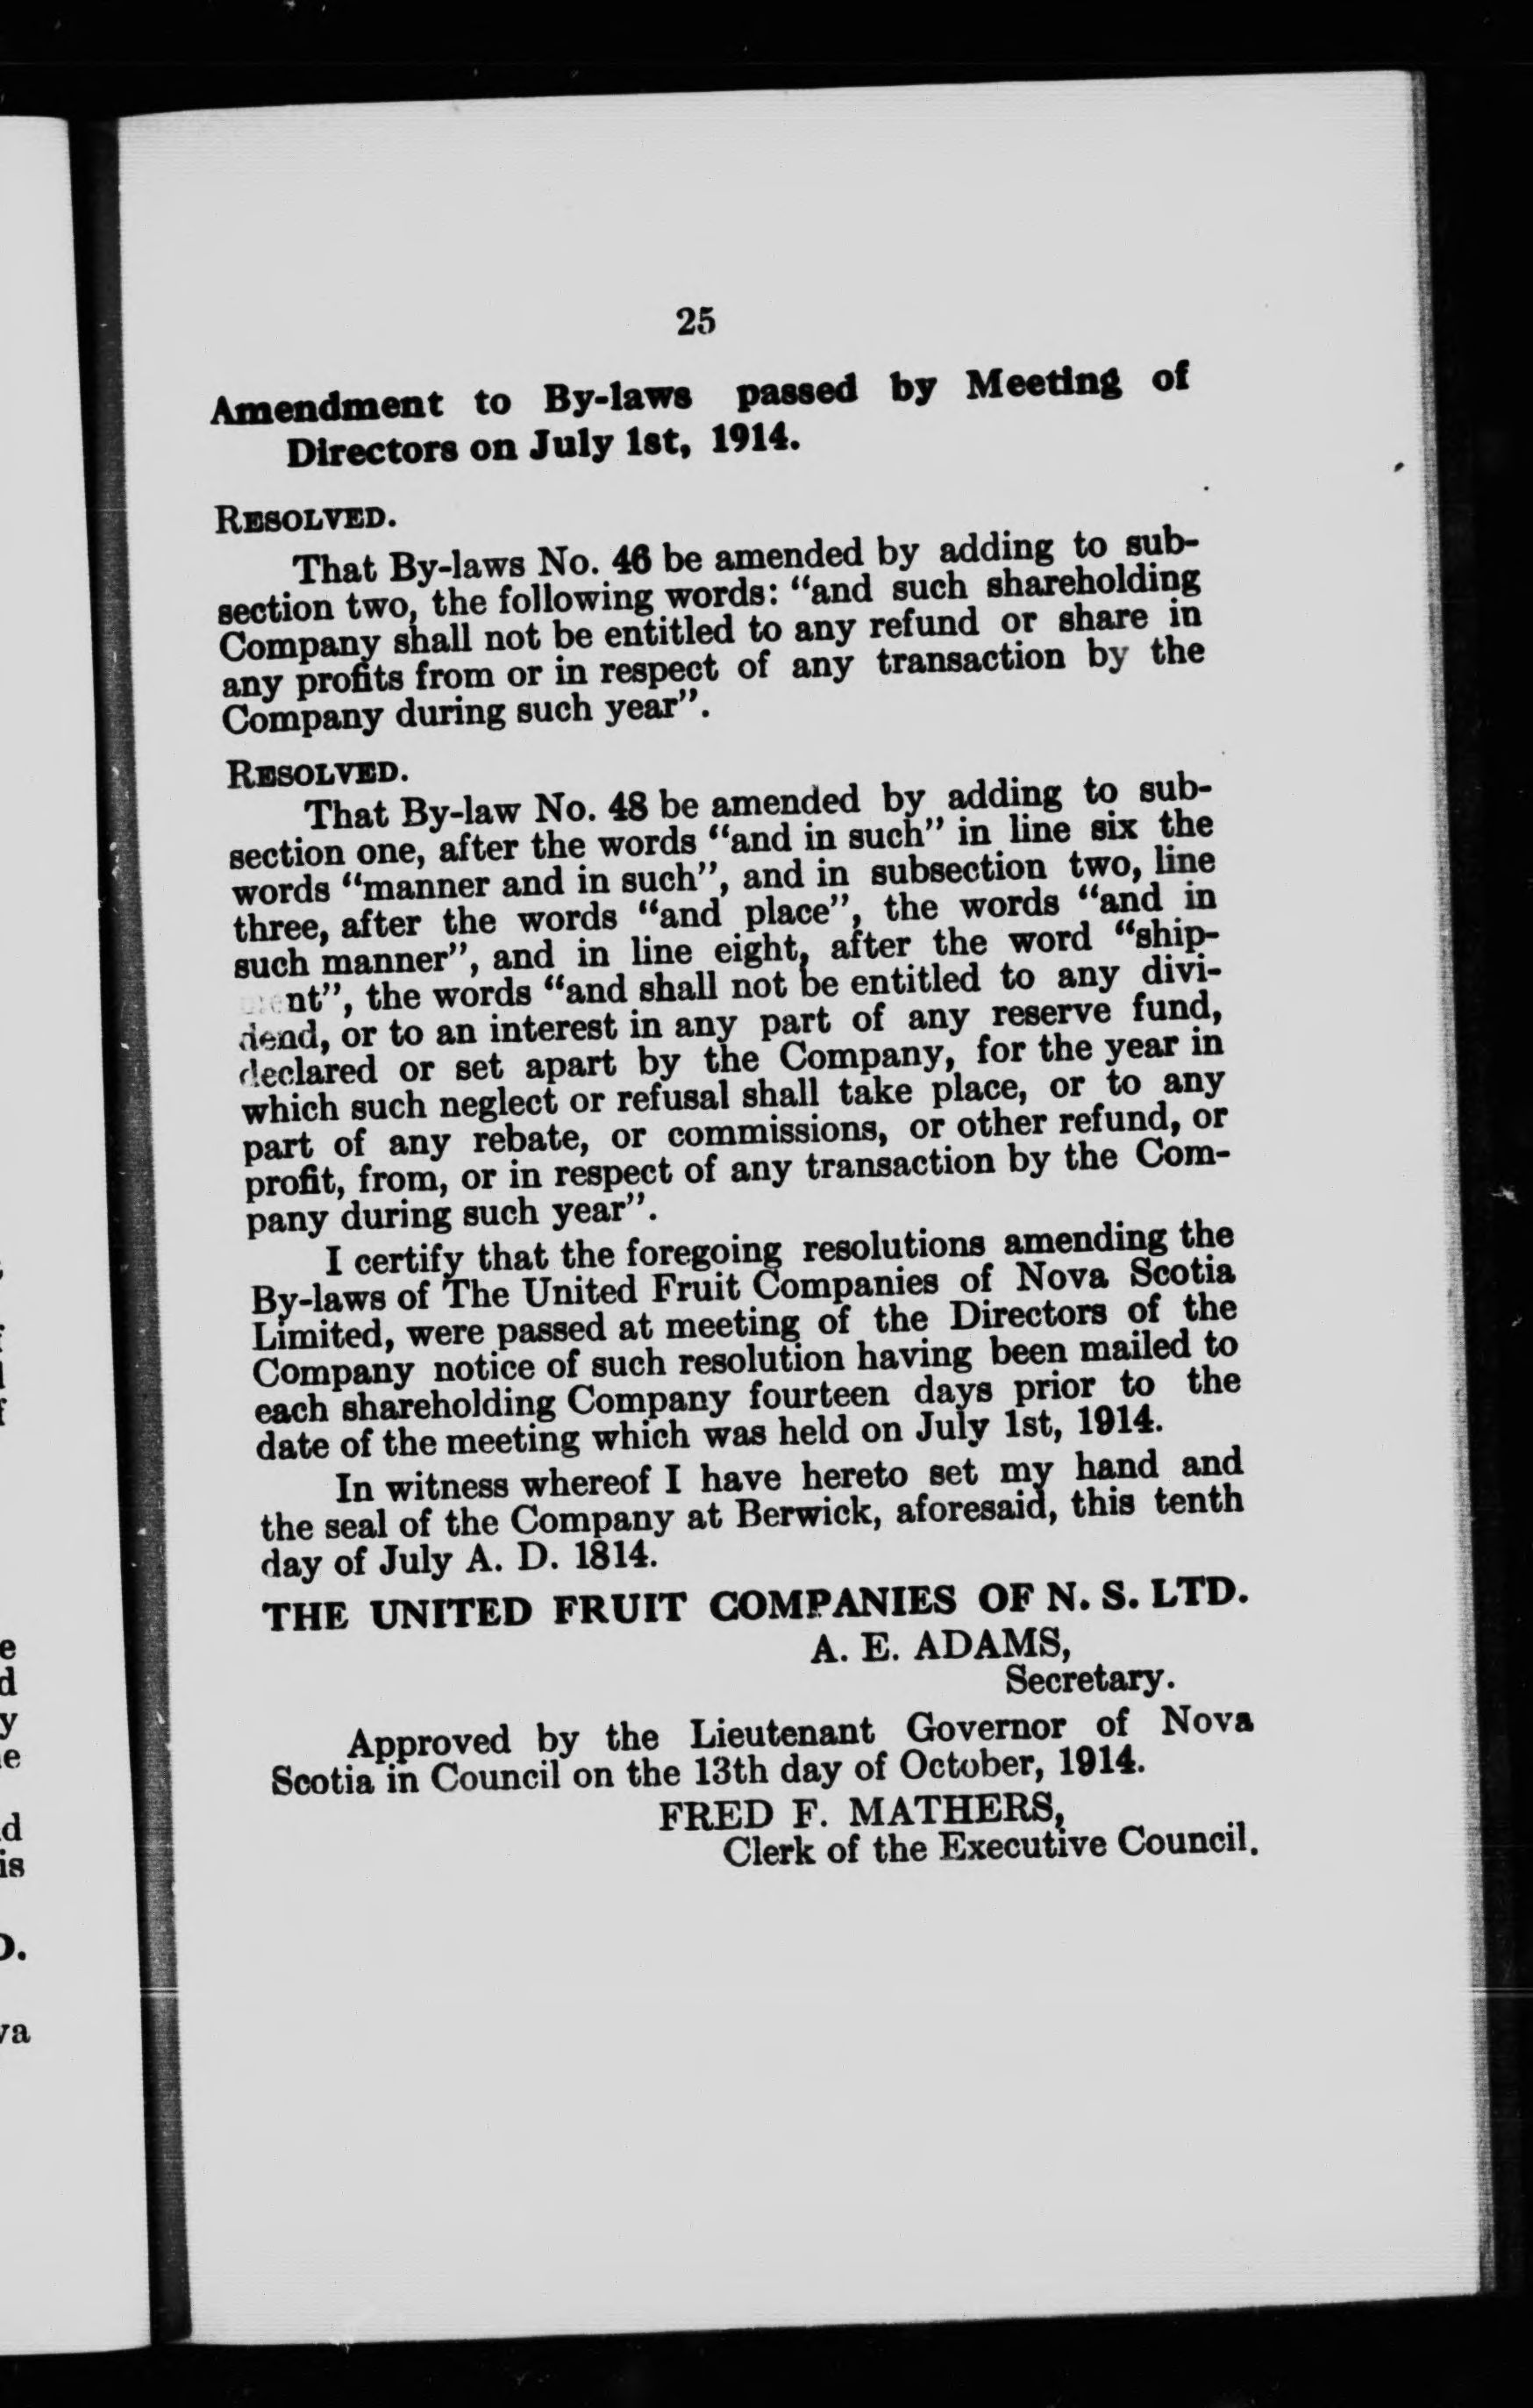 25
Amendment to By-laws passed by Meeting of
Directors on July 1st, 1914.
RESOLVED.
That By-laws No. 46 be amended by adding to sub-
section two, the following words: “and such shareholding
Company shall not be entitled to any refund or share in
any profits from or in respect of any transaction by the
Company during such year”.
RESOLVED.
That By-law No. 48 be amended by adding to sub-
section one, after the words “and in such” in line six the
words “manner and in such”, and in subsection two, line
three, after the words “and place”, the words “and in
such manner”, and in line eight, after the word “ship-
ment”, the words “and shall not be entitled to any divi-
dend, or to an interest in any part of any reserve fund,
declared or set apart by the Company, for the year in
which such neglect or refusal shall take place, or to any
part of any rebate, or commissions, or other refund, or
profit, from, or in respect of any transaction by the Com-
pany during such year”.
I certify that the foregoing resolutions amending the
By-laws of The United Fruit Companies of Nova Scotia
Limited, were passed at meeting of the Directors of the
Company notice of such resolution having been mailed to
each shareholding Company fourteen days prior to the
date of the meeting which was held on July 1st, 1914.
In witness whereof I have hereto set my hand and
the seal of the Company at Berwick, aforesaid, this tenth
day of July A. D. 1814.
THE UNITED FRUIT COMPANIES OF N. S. LTD.
A. E. ADAMS,
Secretary.
Approved by the Lieutenant Governor of Nova
Scotia in Council on the 13th day of October, 1914.
FRED F. MATHERS,
Clerk of the Executive Council.